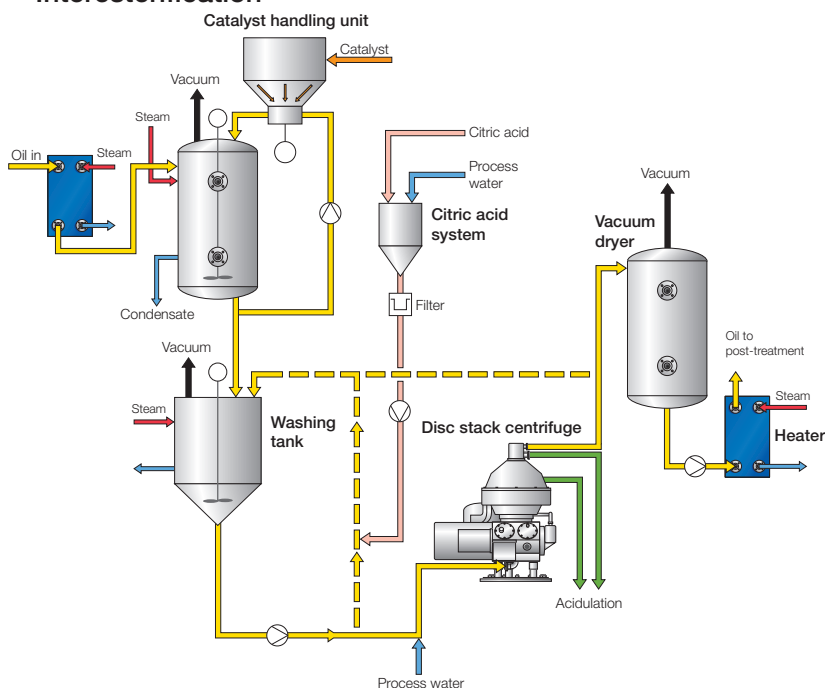 Interesterification
Catalyst handling unit
Catalyst
Vacuum
Steam
Oil in
Steam
Citric acid
Process
water
Citric acid
system
Vacuum
Vacuum
dryer
Condensate
Filter
Oil to
post-treatment
Vacuum
Steam
Steam
Washing
tank
Disc stack centrifuge
Heater
Acidulation
Process water